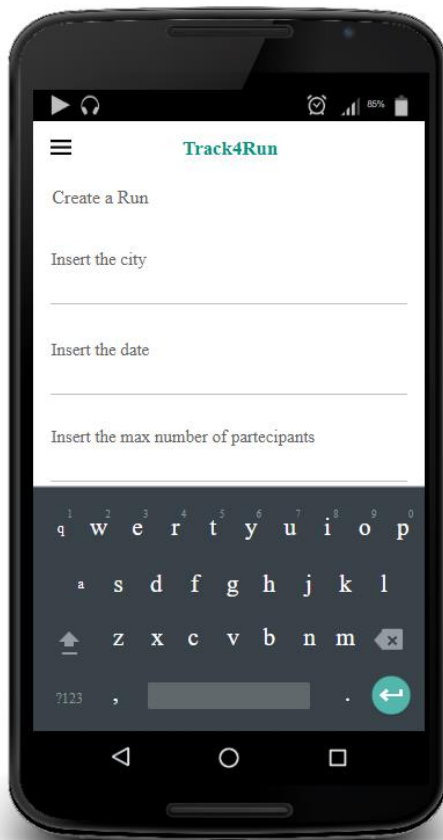 85%
Track4Run
Create a Run
Insert the city
Insert the date
Insert the max number of partecipants
1 2 3 4 5 6 7 8 9 0
q w e r t y u i o p
a s d f g h j k l
z x c v b n m
?123 , .